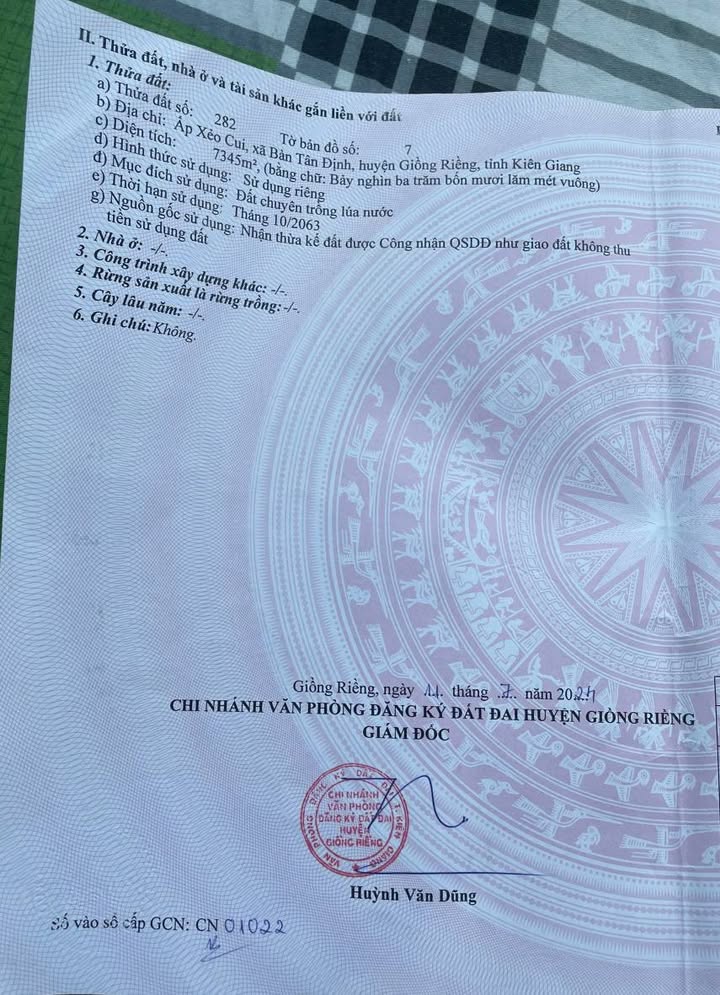 II. Thửa đất, nhà ở và tài sản khác gắn liền với đất
1. Thửa đất:
a) Thửa đất số: 282 Tờ bản đồ số: 7
b) Địa chỉ: Ấp Xẻo Cui, xã Bàn Tân Định, huyện Giồng Riềng, tỉnh Kiên Giang
c) Diện tích: 7345m², (bằng chữ: Bảy nghìn ba trăm bốn mươi lăm mét vuông)
d) Hình thức sử dụng: Sử dụng riêng
đ) Mục đích sử dụng: Đất chuyên trồng lúa nước
e) Thời hạn sử dụng: Tháng 10/2063
g) Nguồn gốc sử dụng: Nhận thừa kế đất được Công nhận QSDĐ như giao đất không thu
tiền sử dụng đất
2. Nhà ở: -/-.
3. Công trình xây dựng khác: -/-.
4. Rừng sản xuất là rừng trồng: -/-.
5. Cây lâu năm: -/-.
6. Ghi chú: Không.
Giồng Riềng, ngày 11 tháng 7 năm 2024
CHI NHÁNH VĂN PHÒNG ĐĂNG KÝ ĐẤT ĐAI HUYỆN GIỒNG RIỀNG
GIÁM ĐỐC
CHI NHÁNH
VĂN PHÒNG
ĐĂNG KÝ ĐẤT ĐAI
HUYỆN
GIỒNG RIỀNG
Huỳnh Văn Dũng
Số vào sổ cấp GCN: CN 01022